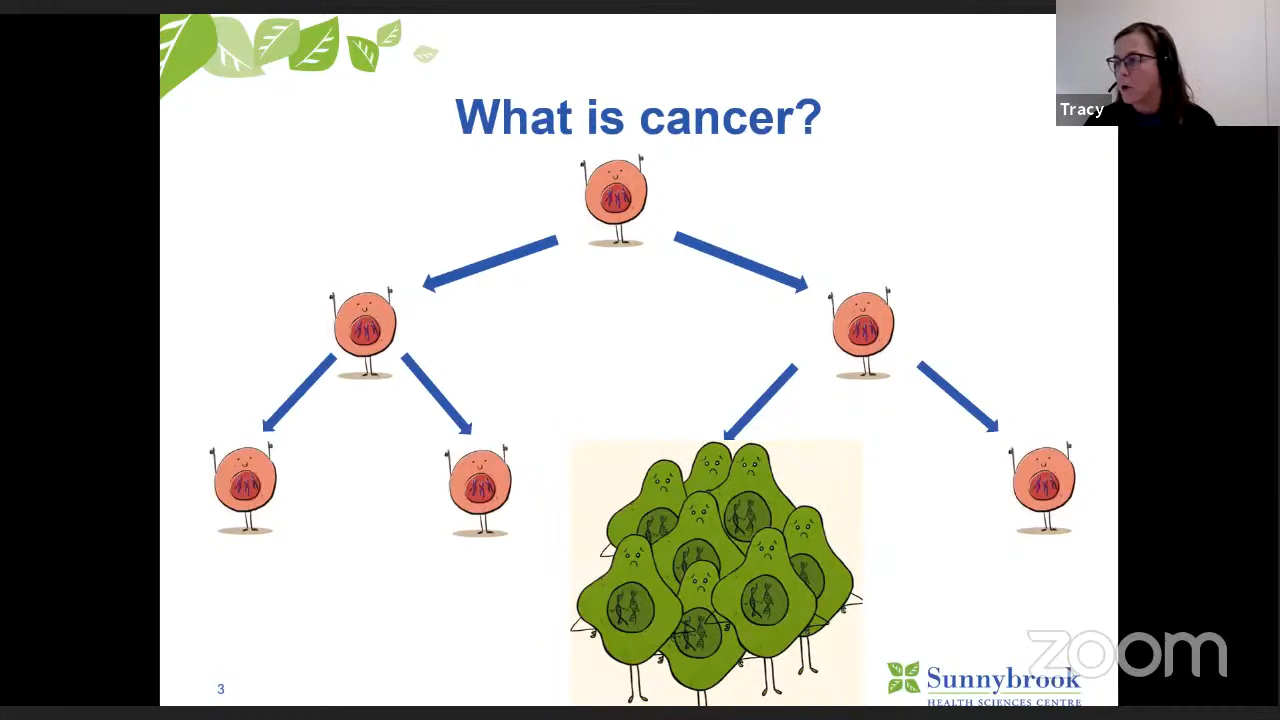 What is cancer?
Tracy
3
Sunnybrook
HEALTH SCIENCES CENTRE
zoom